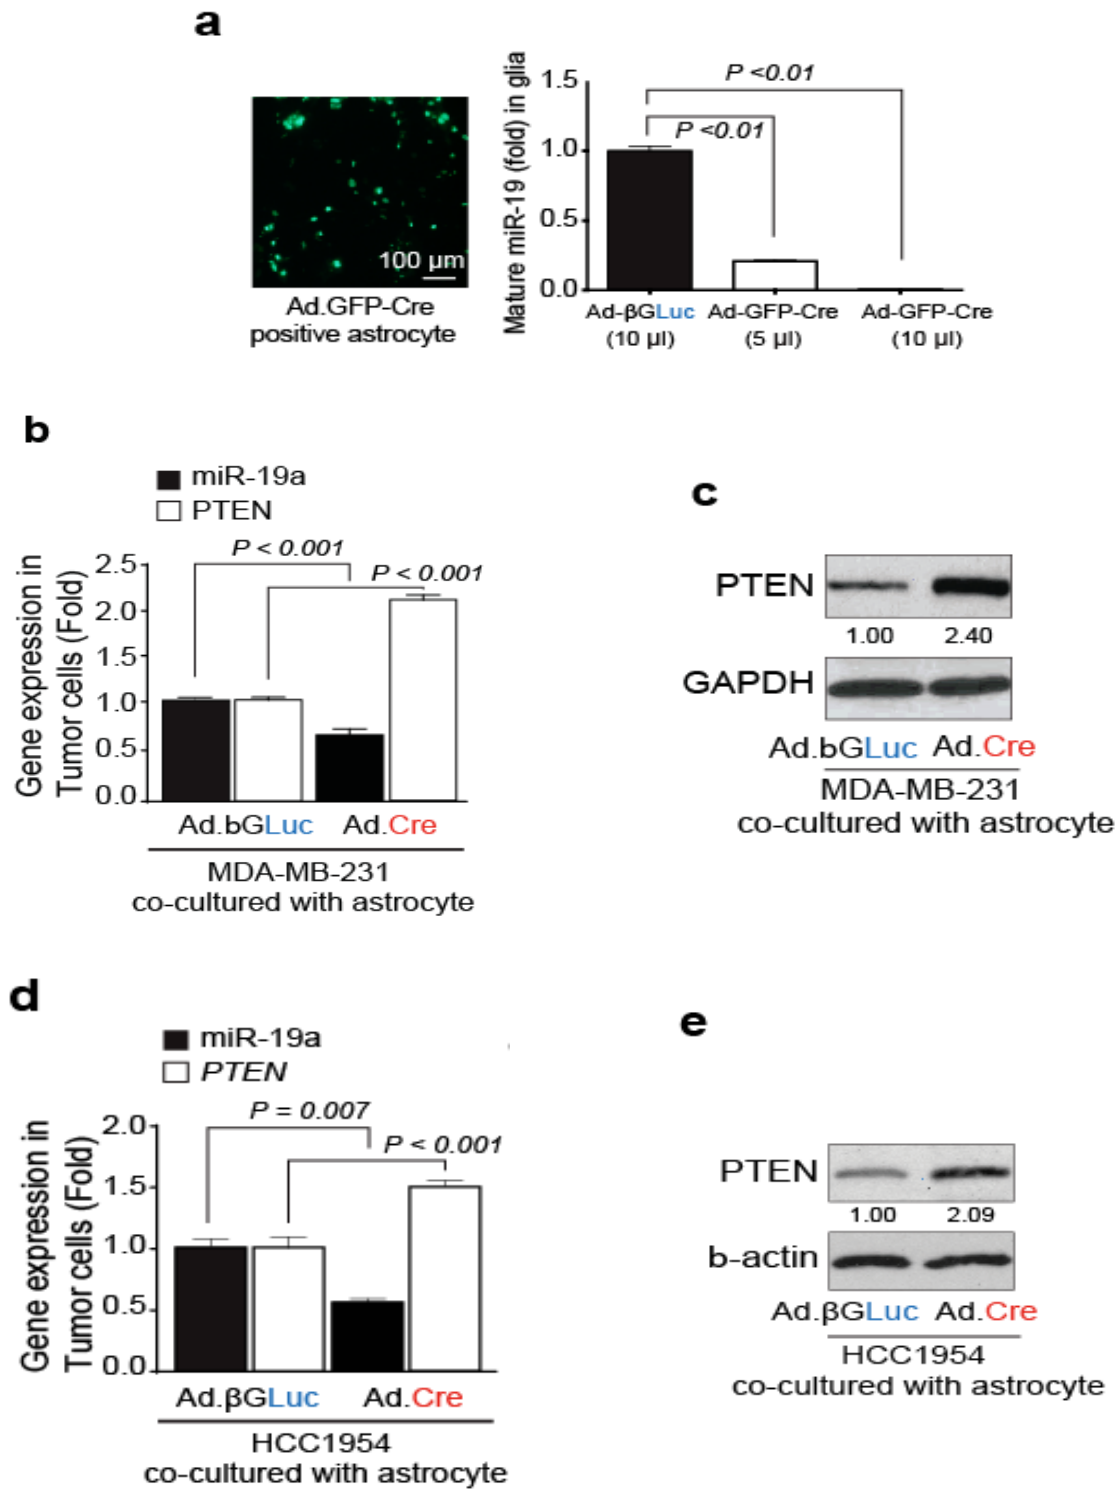 a
100 µm
Ad.GFP-Cre
positive astrocyte
Mature miR-19 (fold) in glia
1.5
1.0
0.5
0.0
P <0.01
P <0.01
Ad-βGLuc Ad-GFP-Cre Ad-GFP-Cre
(10 µl) (5 µl) (10 µl)
b
miR-19a
PTEN
Gene expression in
Tumor cells (Fold)
2.5
2.0
1.5
1.0
0.5
0.0
P < 0.001
P < 0.001
Ad.bGLuc Ad.Cre
MDA-MB-231
co-cultured with astrocyte
c
PTEN
1.00 2.40
GAPDH
Ad.bGLuc Ad.Cre
MDA-MB-231
co-cultured with astrocyte
d
miR-19a
PTEN
Gene expression in
Tumor cells (Fold)
2.0
1.5
1.0
0.5
0.0
P = 0.007
P < 0.001
Ad.βGLuc Ad.Cre
HCC1954
co-cultured with astrocyte
e
PTEN
1.00 2.09
b-actin
Ad.βGLuc Ad.Cre
HCC1954
co-cultured with astrocyte